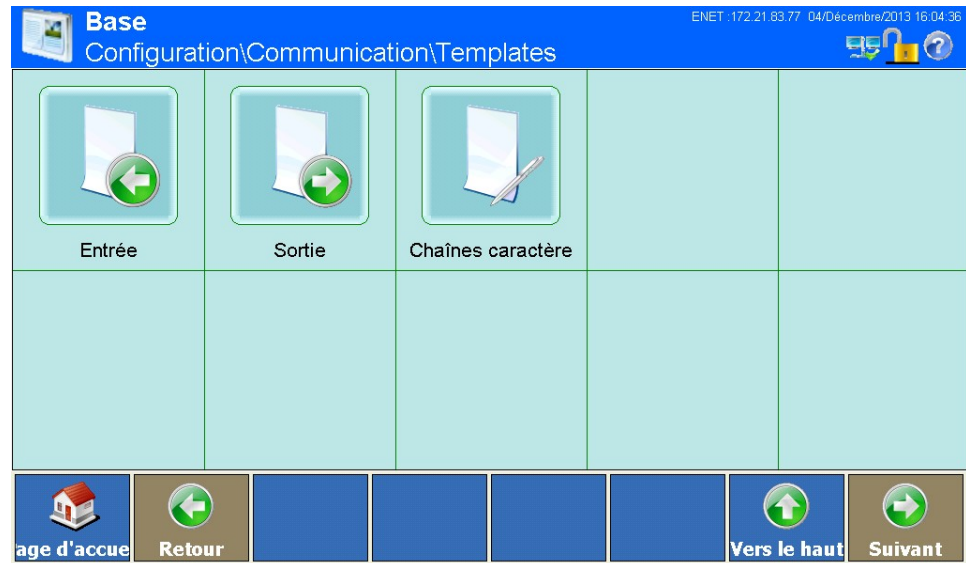 Base
ENET :172.21.83.77 04/Décembre/2013 16:04:36
Configuration\Communication\Templates
Entrée
Sortie
Chaînes caractère
age d'accue
Retour
Vers le haut
Suivant